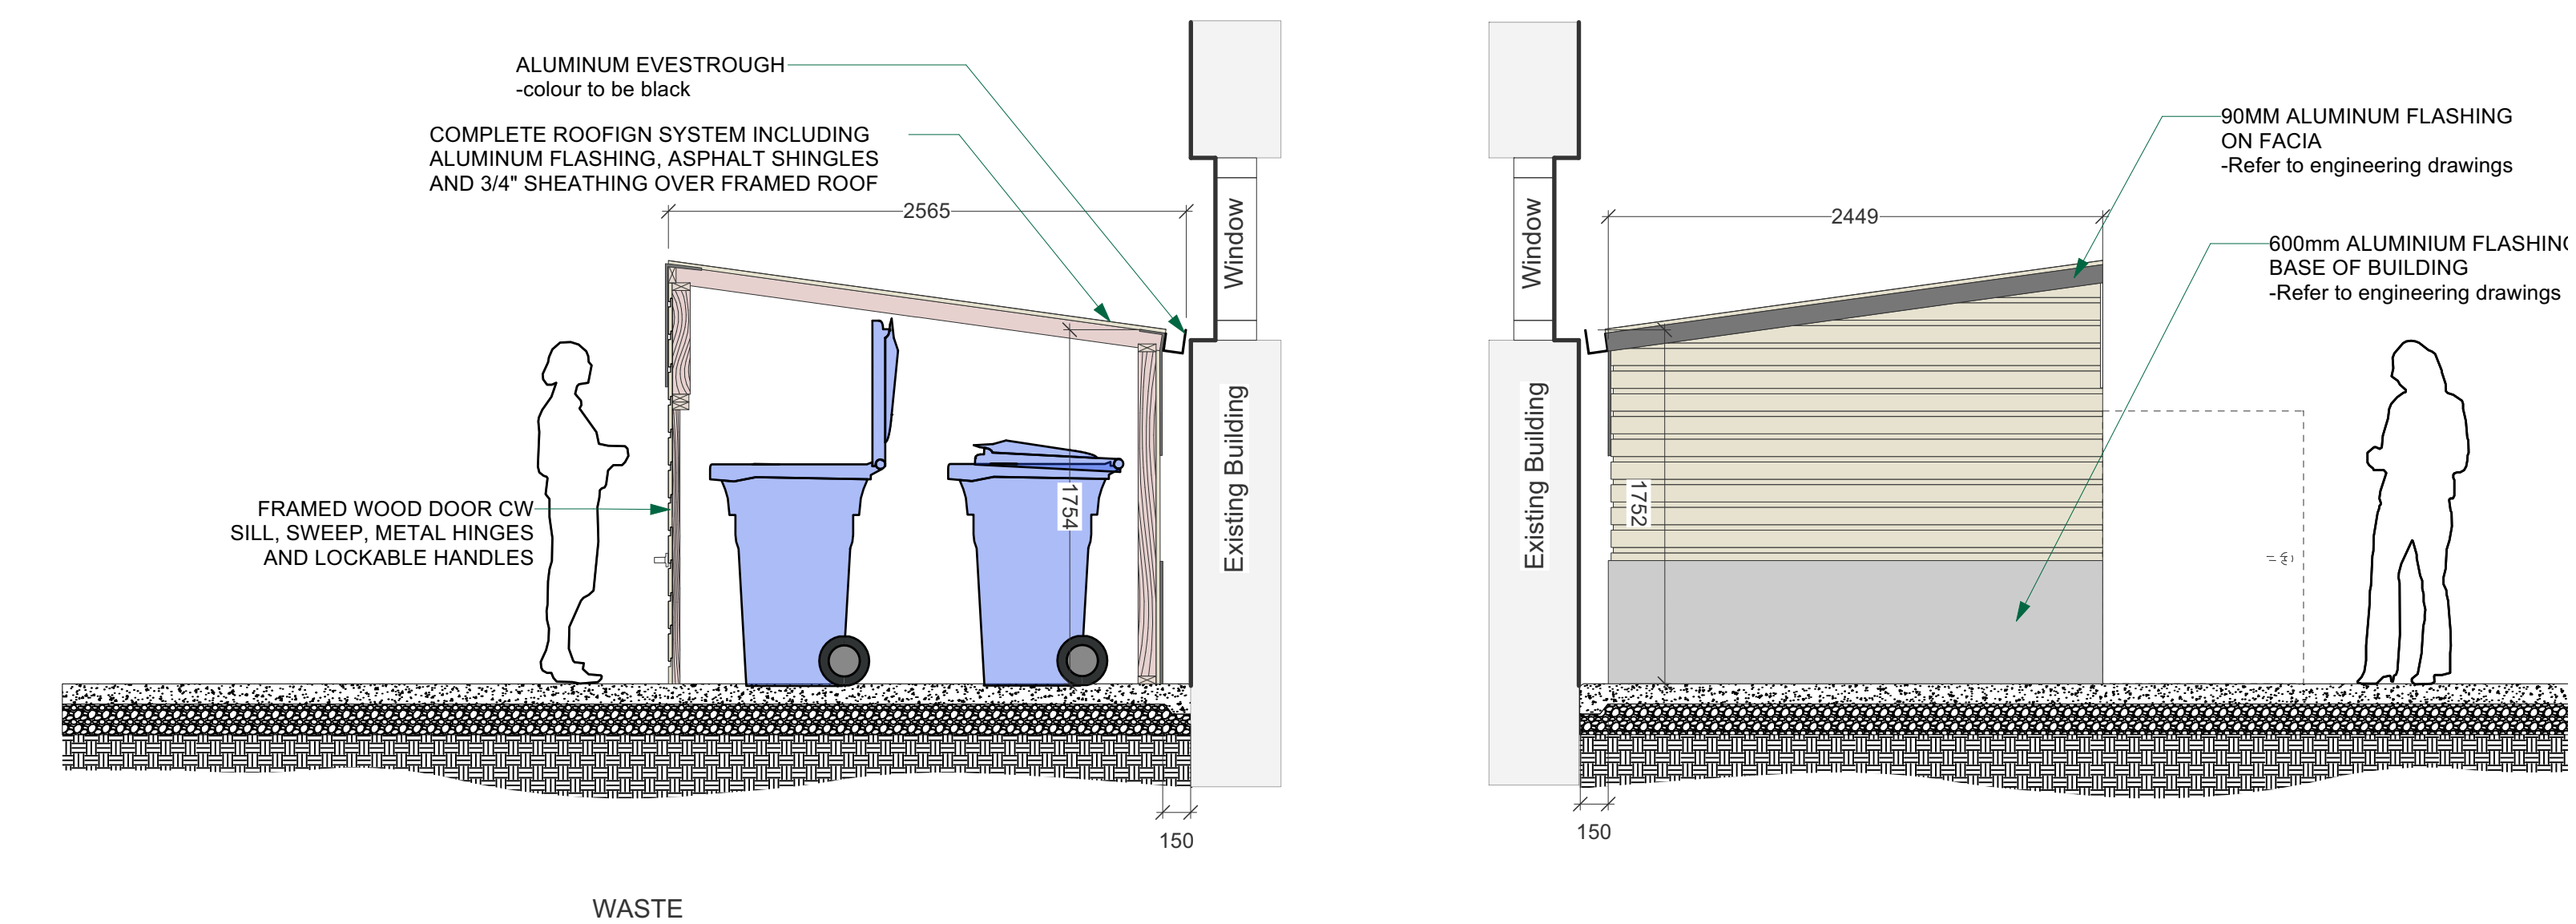 ALUMINUM EVESTROUGH
-colour to be black
COMPLETE ROOFIGN SYSTEM INCLUDING
ALUMINUM FLASHING, ASPHALT SHINGLES
AND 3/4" SHEATHING OVER FRAMED ROOF
2565
Window
Existing Building
1754
FRAMED WOOD DOOR CW
SILL, SWEEP, METAL HINGES
AND LOCKABLE HANDLES
150
WASTE
90MM ALUMINUM FLASHING
ON FACIA
-Refer to engineering drawings
2449
Window
600mm ALUMINIUM FLASHING
BASE OF BUILDING
-Refer to engineering drawings
Existing Building
1752
150